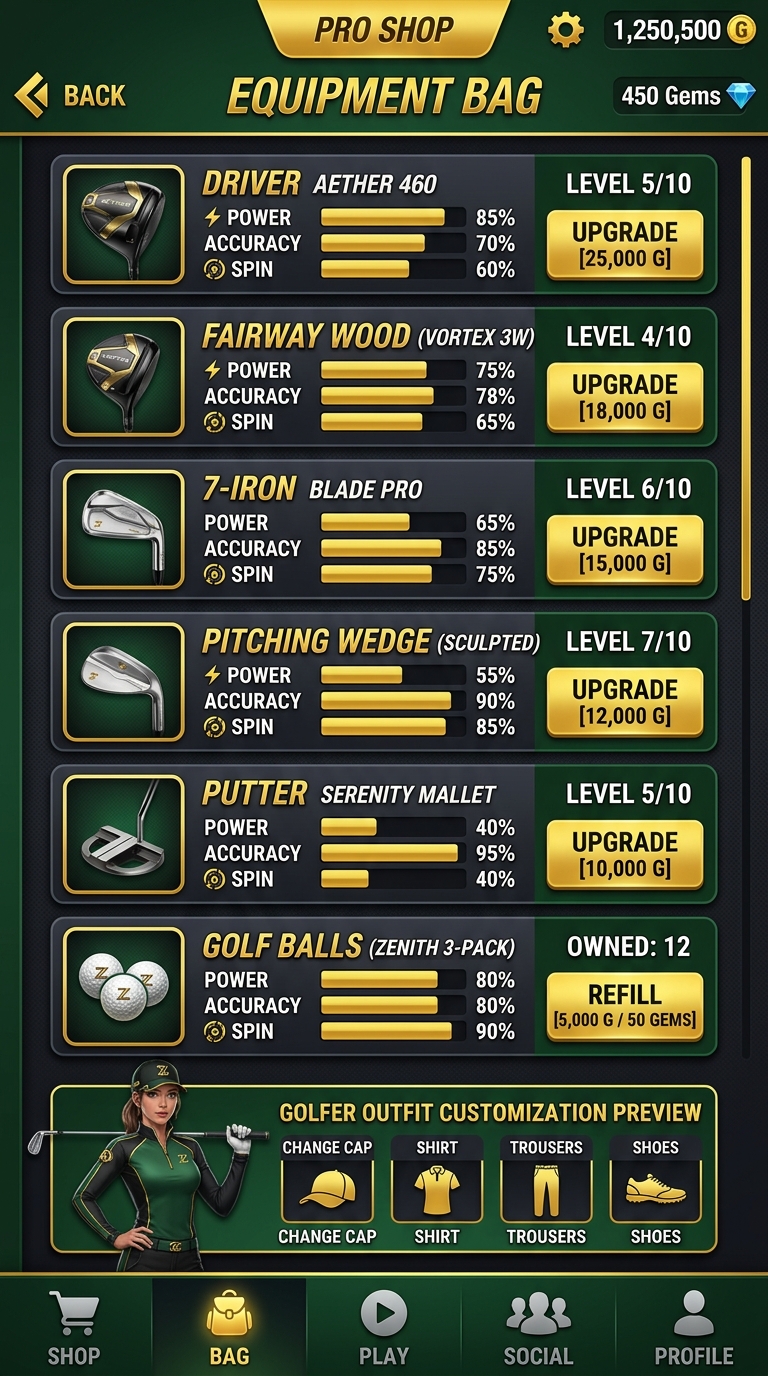 PRO SHOP
1,250,500 G
BACK
EQUIPMENT BAG
450 Gems
DRIVER AETHER 460
LEVEL 5/10
POWER 85%
ACCURACY 70%
SPIN 60%
UPGRADE
[25,000 G]
FAIRWAY WOOD (VORTEX 3W)
LEVEL 4/10
POWER 75%
ACCURACY 78%
SPIN 65%
UPGRADE
[18,000 G]
7-IRON BLADE PRO
LEVEL 6/10
POWER 65%
ACCURACY 85%
SPIN 75%
UPGRADE
[15,000 G]
PITCHING WEDGE (SCULPTED)
LEVEL 7/10
POWER 55%
ACCURACY 90%
SPIN 85%
UPGRADE
[12,000 G]
PUTTER SERENITY MALLET
LEVEL 5/10
POWER 40%
ACCURACY 95%
SPIN 40%
UPGRADE
[10,000 G]
GOLF BALLS (ZENITH 3-PACK)
OWNED: 12
Z Z Z
POWER 80%
ACCURACY 80%
SPIN 90%
REFILL
[5,000 G / 50 GEMS]
Z
Z
GOLFER OUTFIT CUSTOMIZATION PREVIEW
CHANGE CAP SHIRT TROUSERS SHOES
CHANGE CAP SHIRT TROUSERS SHOES
SHOP BAG PLAY SOCIAL PROFILE